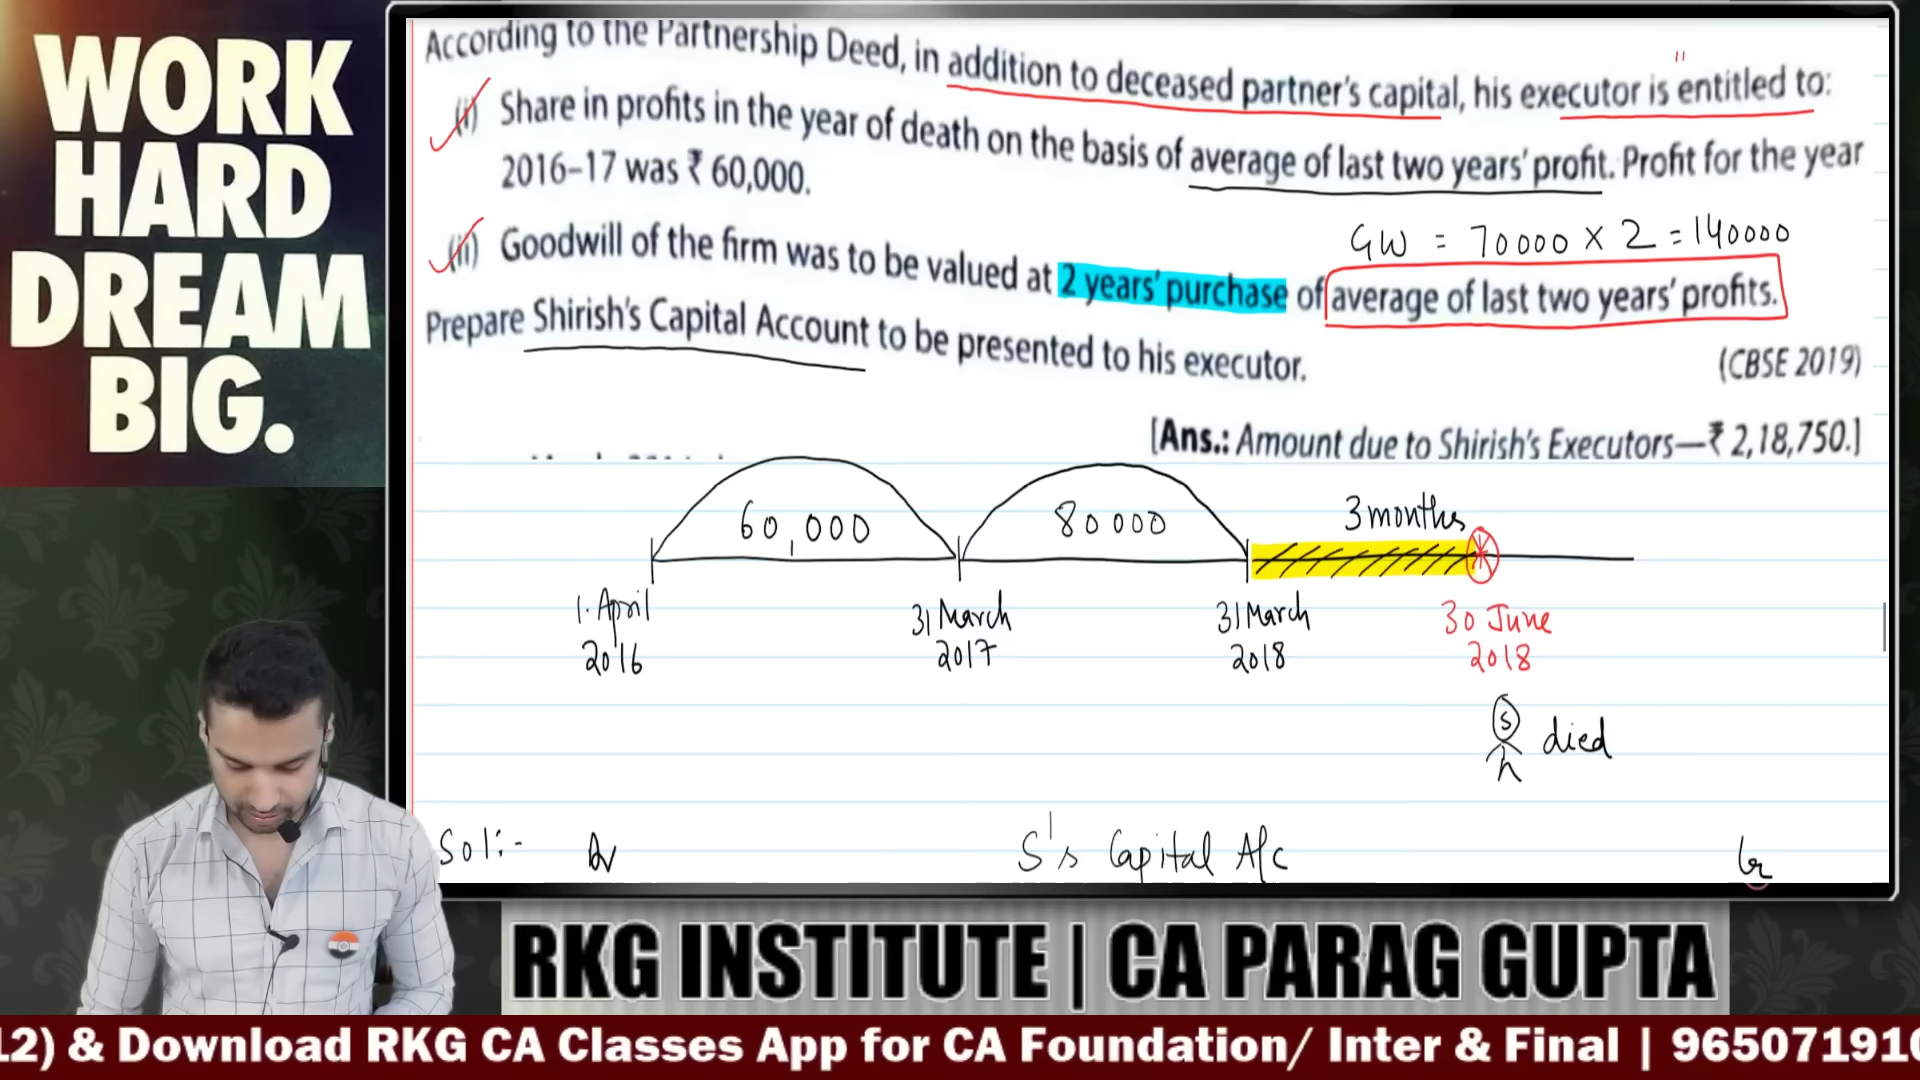 WORK
HARD
DREAM
BIG.
According to the Partnership Deed, in addition to deceased partner's capital, his executor is entitled to:
(i) Share in profits in the year of death on the basis of average of last two years' profit. Profit for the year
2016–17 was ₹ 60,000.
GW = 70000 × 2 = 140000
(ii) Goodwill of the firm was to be valued at 2 years' purchase of average of last two years' profits.
Prepare Shirish's Capital Account to be presented to his executor.
(CBSE 2019)
[Ans.: Amount due to Shirish's Executors—₹ 2,18,750.]
60,000
80000
3 months
1 April
2016
31 March
2017
31 March
2018
30 June
2018
S died
Sol:- Dr S's Capital A/c Cr
RKG INSTITUTE | CA PARAG GUPTA
12) & Download RKG CA Classes App for CA Foundation/ Inter & Final | 965071910